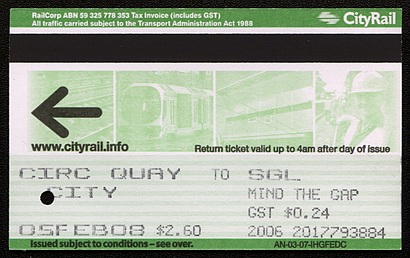 RailCorp ABN 59 325 778 353 Tax Invoice (includes GST)
All traffic carried subject to the Transport Administration Act 1988
CityRail
www.cityrail.info
Return ticket valid up to 4am after day of issue
CIRC QUAY TO SGL
CITY MIND THE GAP
GST $0.24
05FEB08 $2.60 2006 2017793884
Issued subject to conditions – see over. AN-03-07-IHGFEDC